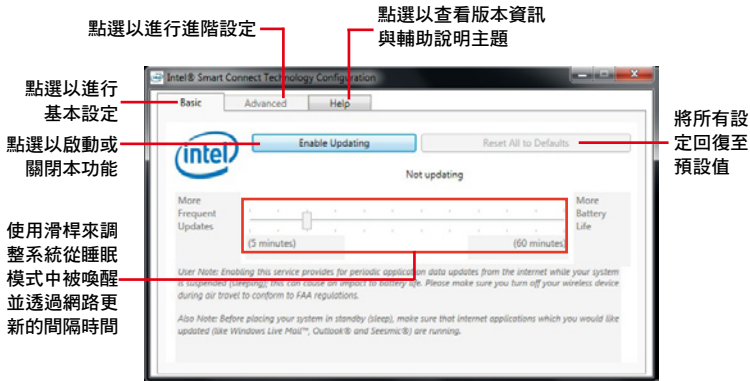 點選以進行進階設定
點選以查看版本資訊
與輔助說明主題
點選以進行
基本設定
點選以啟動或
關閉本功能
使用滑桿來調
整系統從睡眠
模式中被喚醒
並透過網路更
新的間隔時間
將所有設
定回復至
預設值
Intel® Smart Connect Technology Configuration
Basic
Advanced
Help
intel
Enable Updating
Reset All to Defaults
Not updating
More
Frequent
Updates
More
Battery
Life
(5 minutes)
(60 minutes)
User Note: Enabling this service provides for periodic application data updates from the internet while your system
is suspended (sleeping); this can cause an impact to battery life. Please make sure you turn off your wireless device
during air travel to conform to FAA regulations.
Also Note: Before placing your system in standby (sleep), make sure that internet applications which you would like
updated (like Windows Live Mail™, Outlook® and Seesmic®) are running.